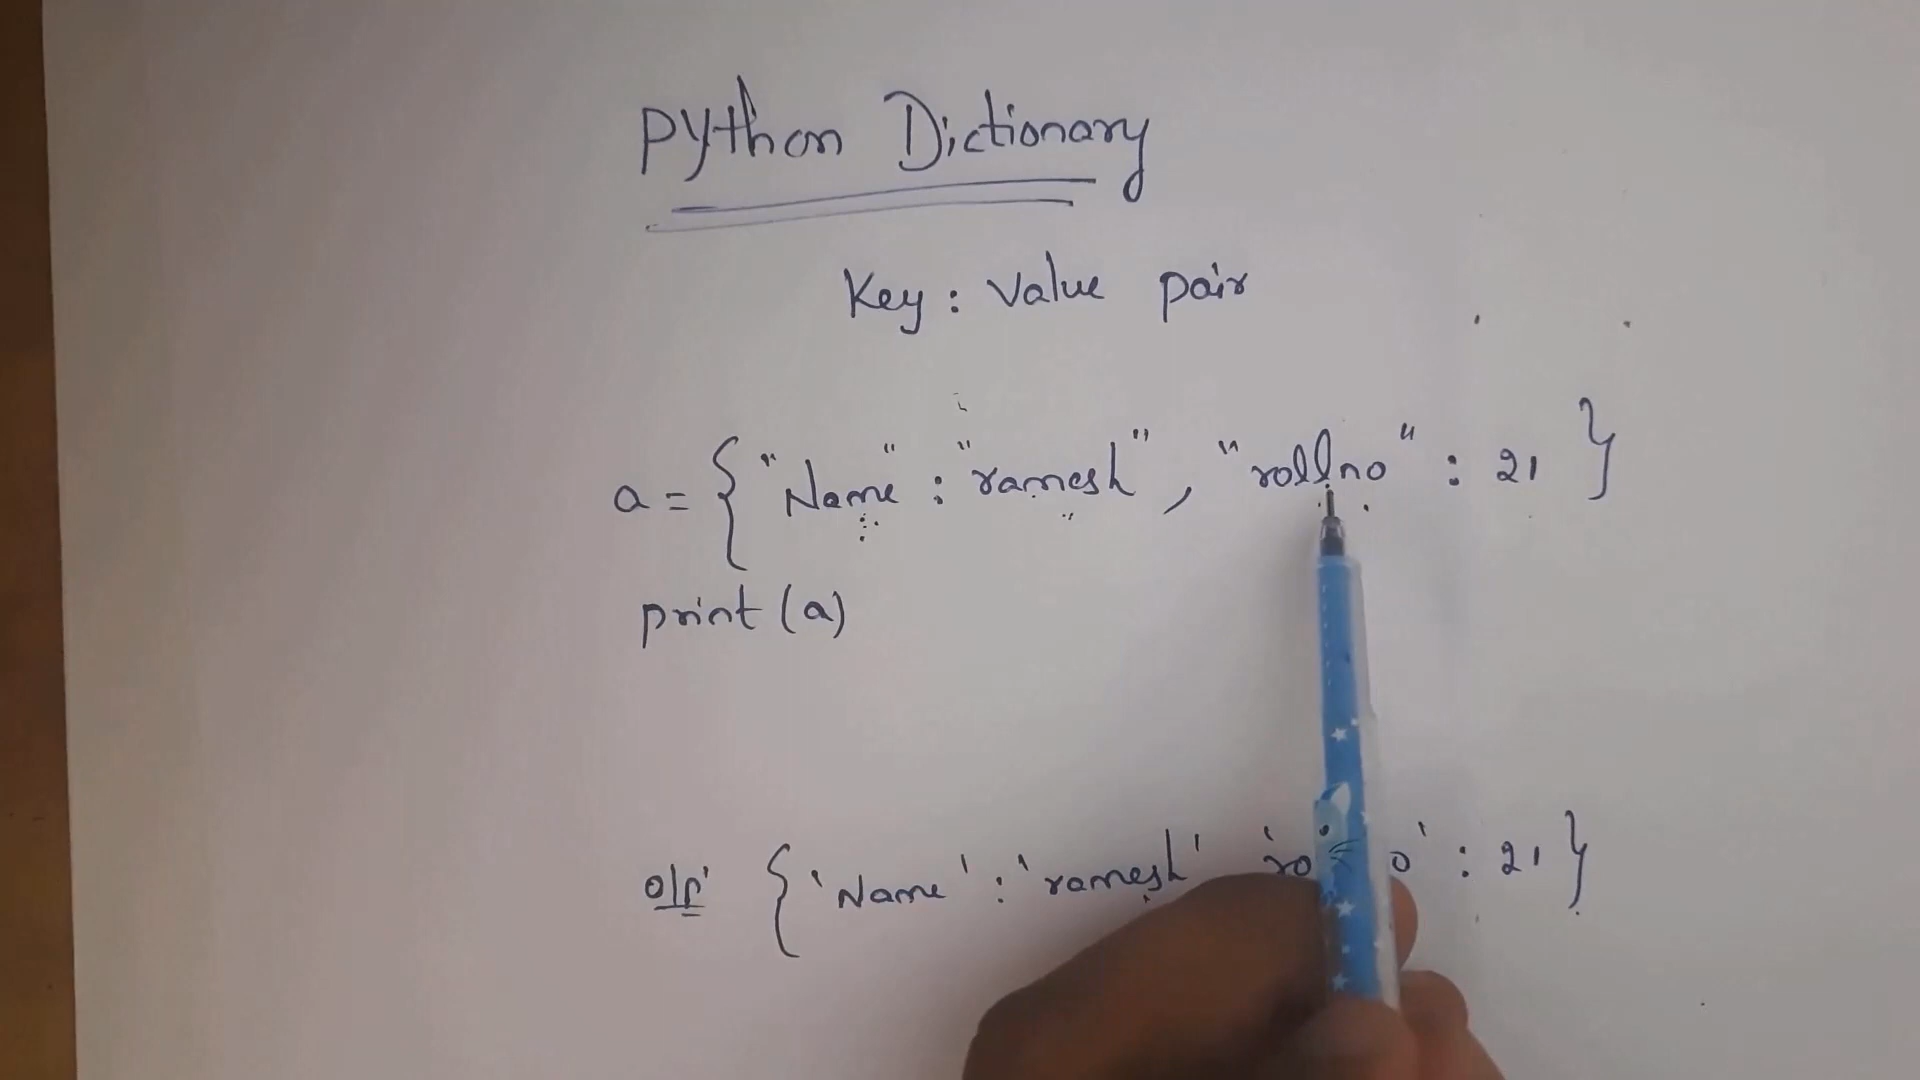 Python Dictionary
Key : Value pair
a = { "Name" : "ramesh" , "rollno" : 21 }
print (a)
o/p { 'Name' : 'ramesh' : 21 }